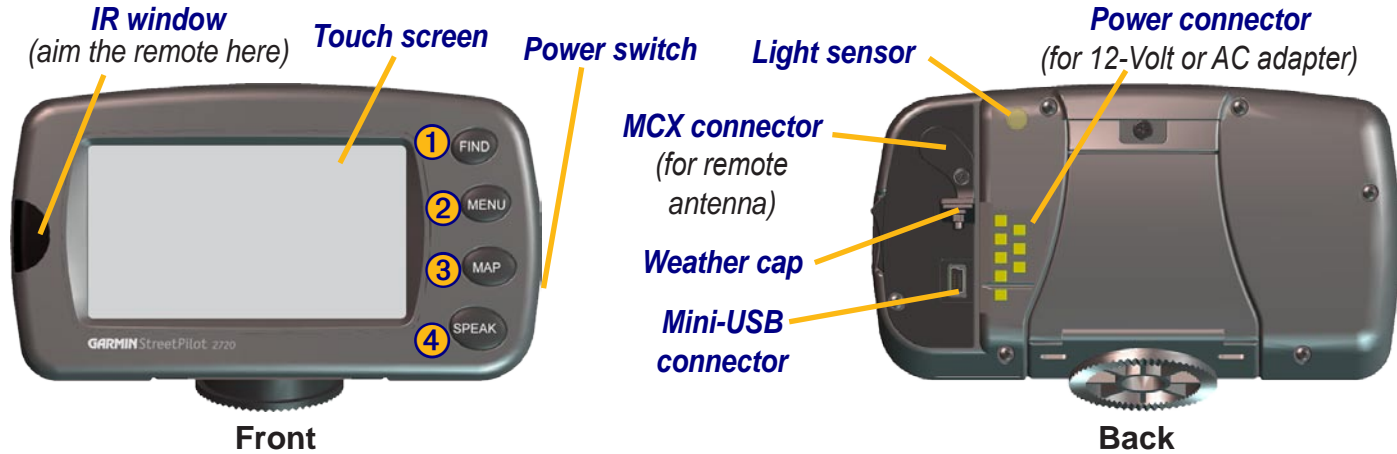 IR window
(aim the remote here)
Touch screen
Power switch
1
FIND
2
MENU
3
MAP
4
SPEAK
GARMIN StreetPilot 2720
Front
Light sensor
Power connector
(for 12-Volt or AC adapter)
MCX connector
(for remote
antenna)
Weather cap
Mini-USB
connector
Back